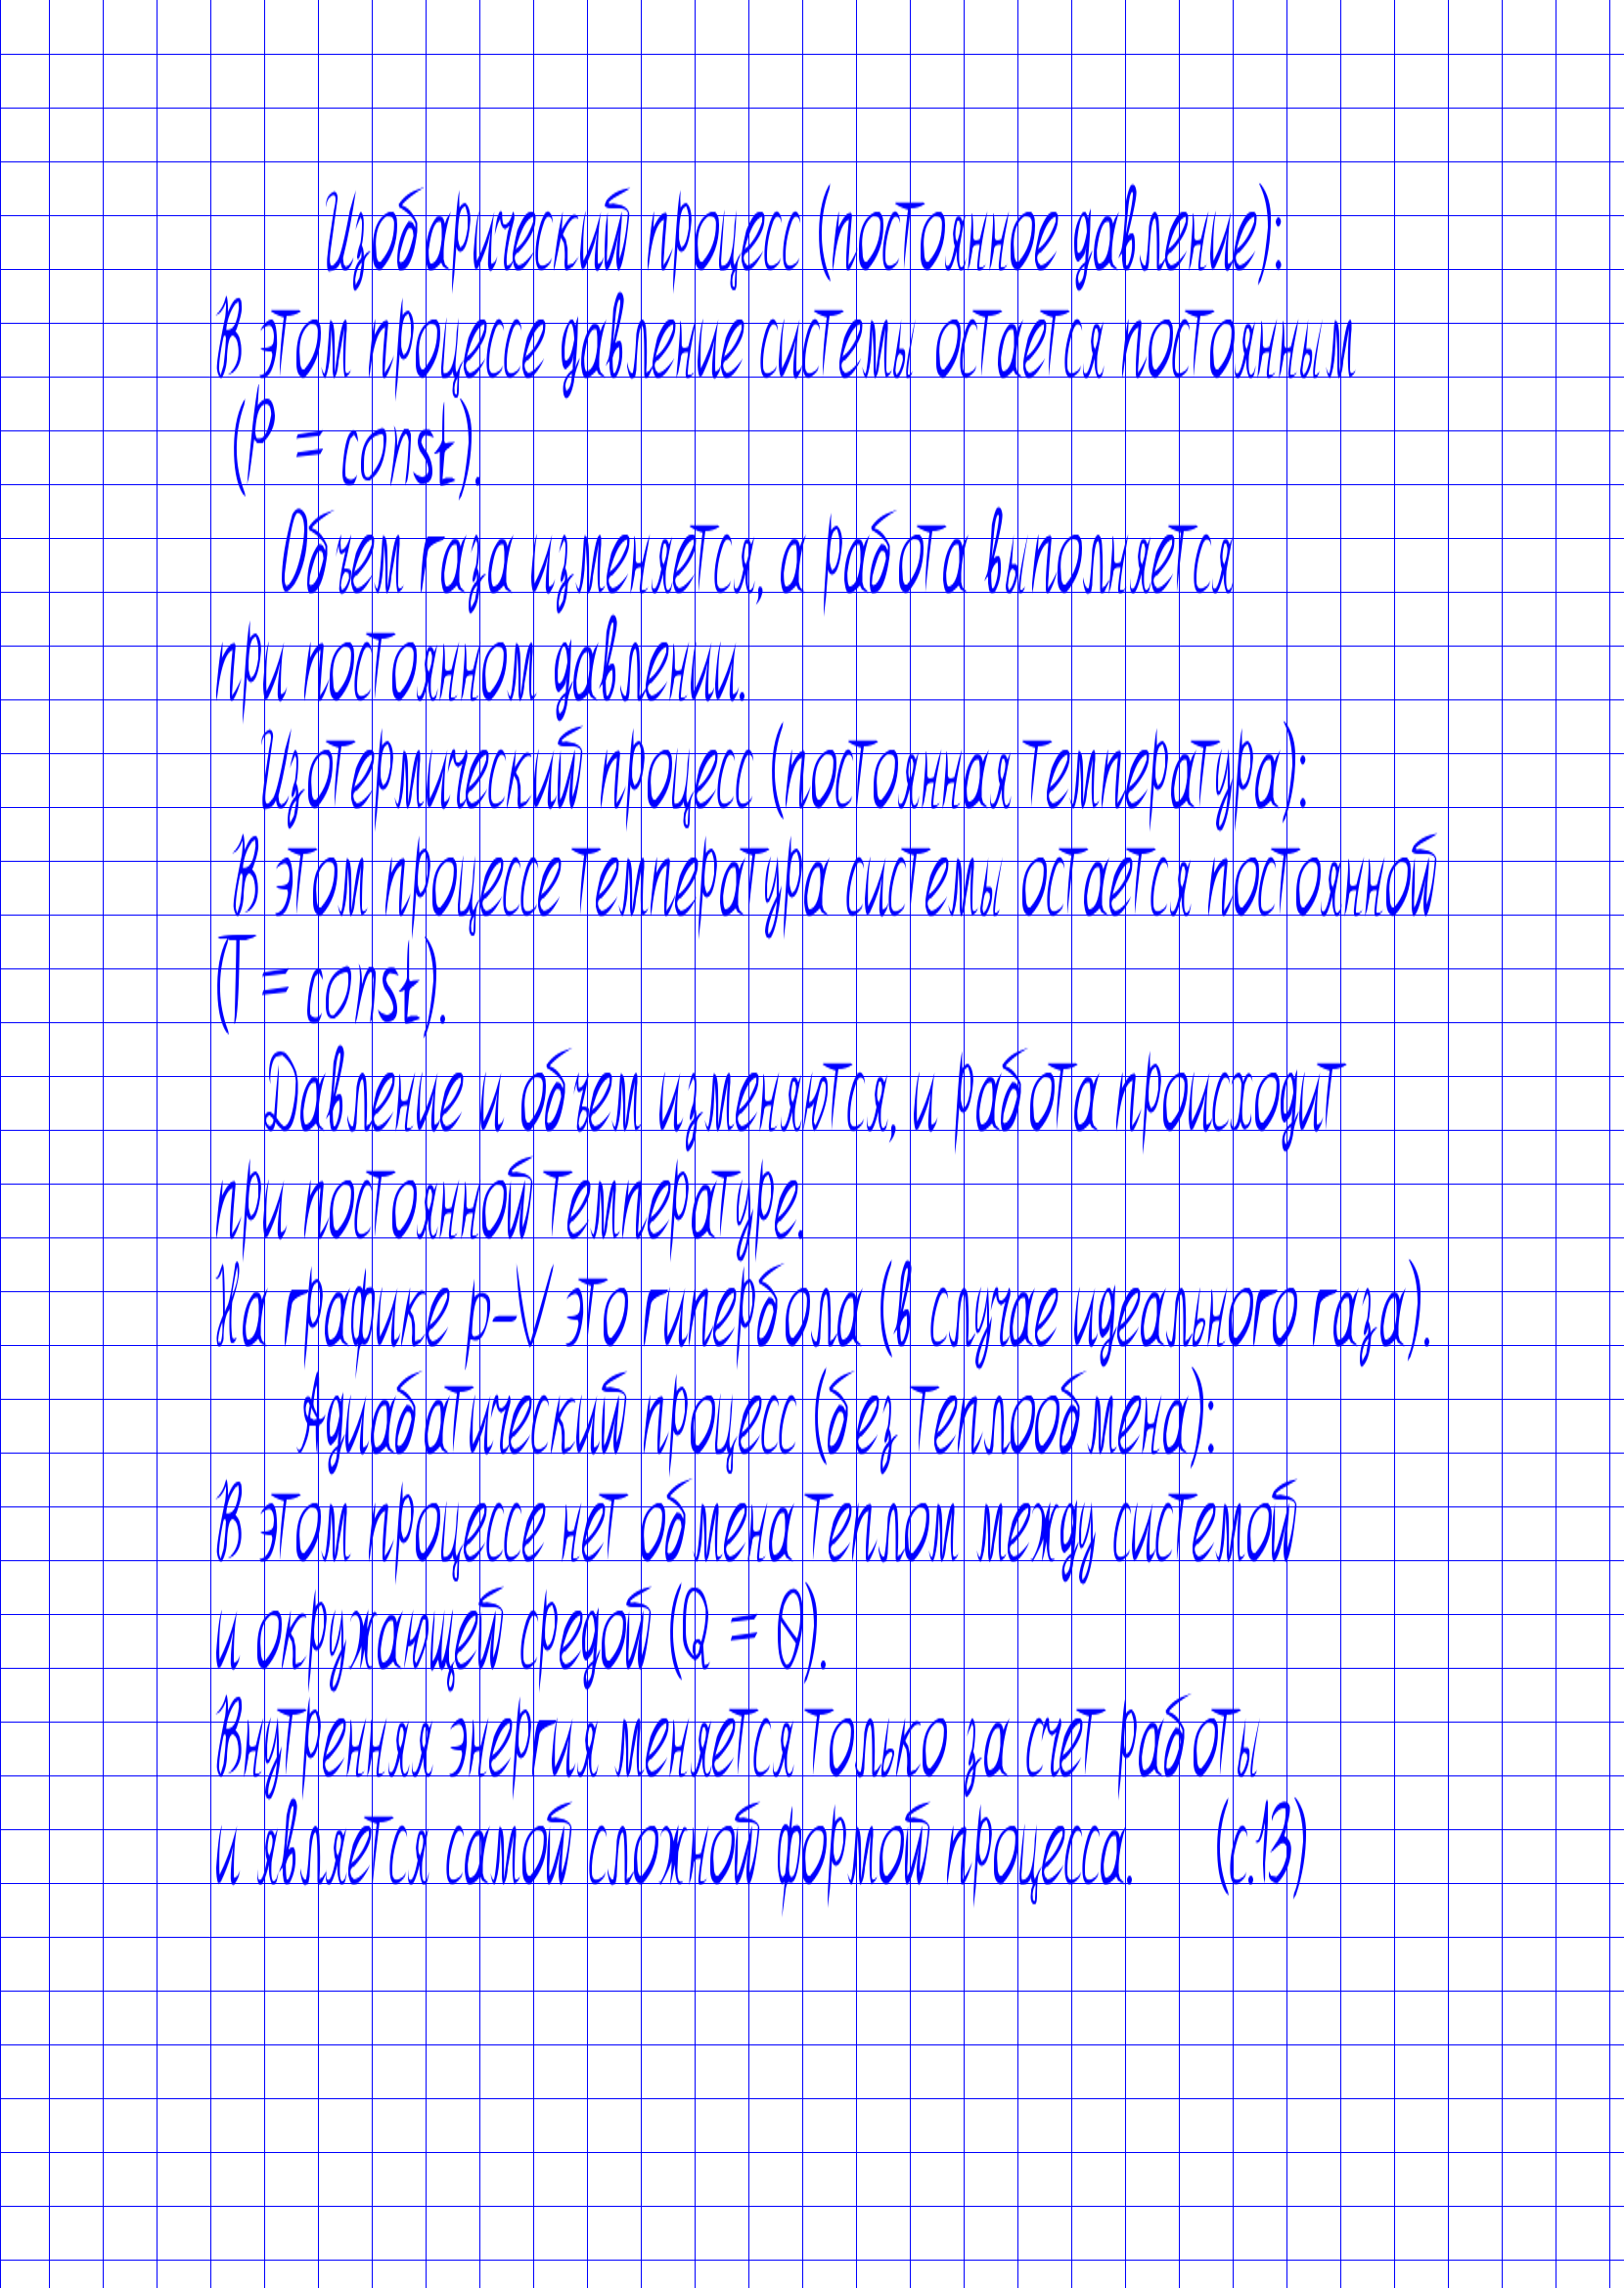 Изобарический процесс (постоянное давление):
В этом процессе давление системы остается постоянным
(P = const).
Объем газа изменяется, а работа выполняется
при постоянном давлении.
Изотермический процесс (постоянная температура):
В этом процессе температура системы остается постоянной
(T = const).
Давление и объем изменяются, и работа происходит
при постоянной температуре.
На графике p-V это гипербола (в случае идеального газа).
Адиабатический процесс (без теплообмена):
В этом процессе нет обмена теплом между системой
и окружающей средой (Q = 0).
Внутренняя энергия меняется только за счет работы
и является самой сложной формой процесса. (с.13)